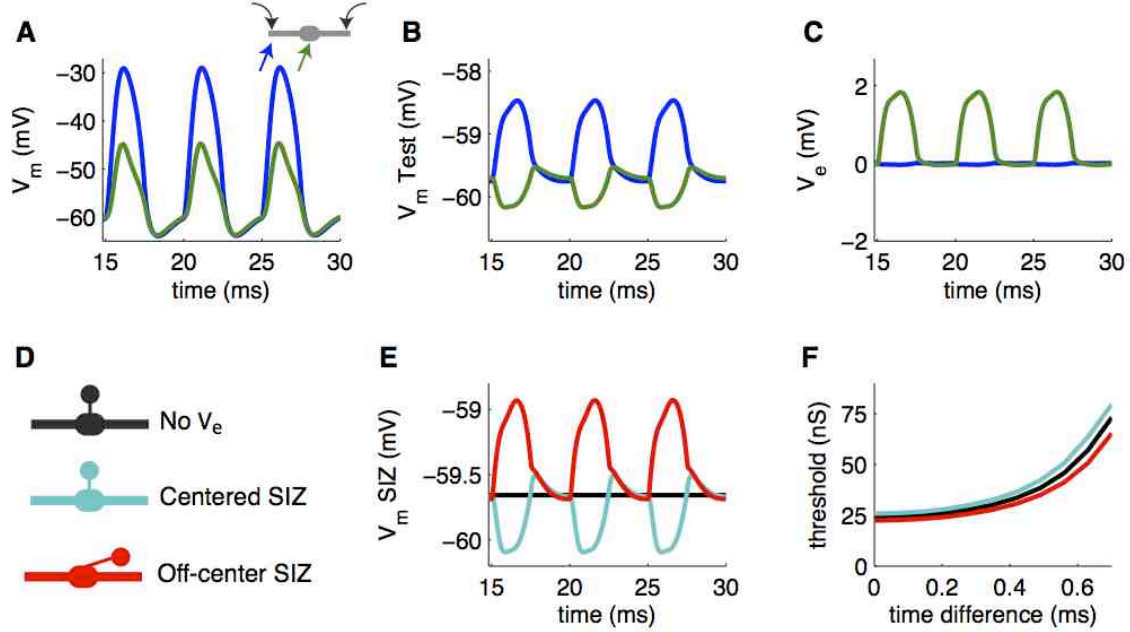 A
V_m (mV)
−30
−40
−50
−60
15 20 25 30
time (ms)
B
V_m Test (mV)
−58
−59
−60
15 20 25 30
time (ms)
C
V_e (mV)
2
0
−2
15 20 25 30
time (ms)
D
No V_e
Centered SIZ
Off-center SIZ
E
V_m SIZ (mV)
−59
−59.5
−60
15 20 25 30
time (ms)
F
threshold (nS)
75
50
25
0
0 0.2 0.4 0.6
time difference (ms)